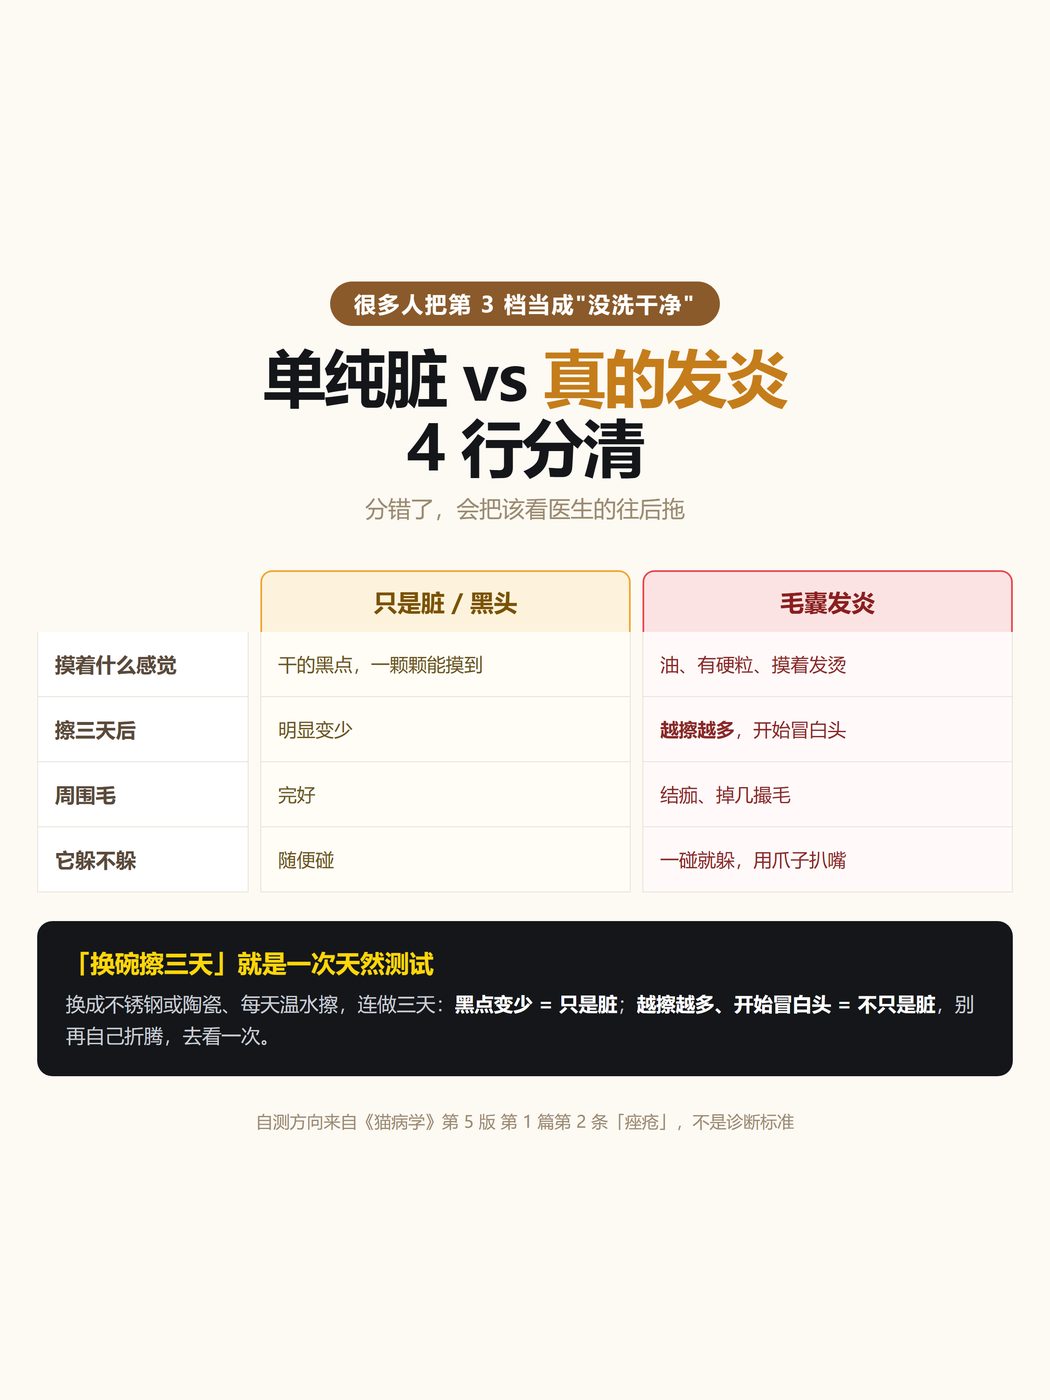 很多人把第 3 档当成"没洗干净"
单纯脏 vs 真的发炎
4 行分清
分错了，会把该看医生的往后拖
只是脏 / 黑头
毛囊发炎
摸着什么感觉
干的黑点，一颗颗能摸到
油、有硬粒、摸着发烫
擦三天后
明显变少
越擦越多，开始冒白头
周围毛
完好
结痂、掉几撮毛
它躲不躲
随便碰
一碰就躲，用爪子扒嘴
「换碗擦三天」就是一次天然测试
换成不锈钢或陶瓷、每天温水擦，连做三天：黑点变少 = 只是脏；越擦越多、开始冒白头 = 不只是脏，别
再自己折腾，去看一次。
自测方向来自《猫病学》第 5 版 第 1 篇第 2 条「痤疮」，不是诊断标准